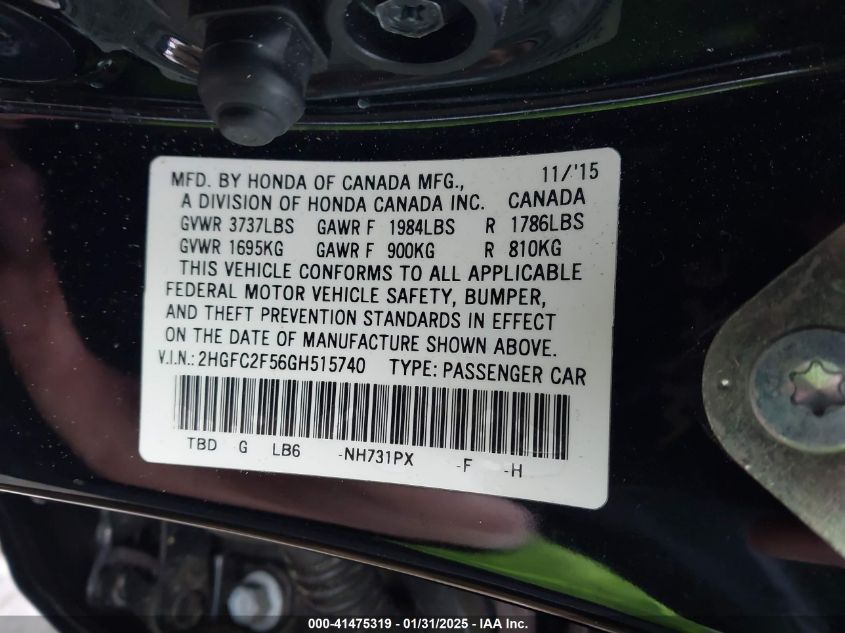 11/'15
MFD. BY HONDA OF CANADA MFG.,
A DIVISION OF HONDA CANADA INC. CANADA
GVWR 3737LBS GAWR F 1984LBS R 1786LBS
GVWR 1695KG GAWR F 900KG R 810KG
THIS VEHICLE CONFORMS TO ALL APPLICABLE
FEDERAL MOTOR VEHICLE SAFETY, BUMPER,
AND THEFT PREVENTION STANDARDS IN EFFECT
ON THE DATE OF MANUFACTURE SHOWN ABOVE.
V.I.N.: 2HGFC2F56GH515740 TYPE: PASSENGER CAR
TBD G LB6 -NH731PX -F -H
000-41475319 - 01/31/2025 - IAA Inc.